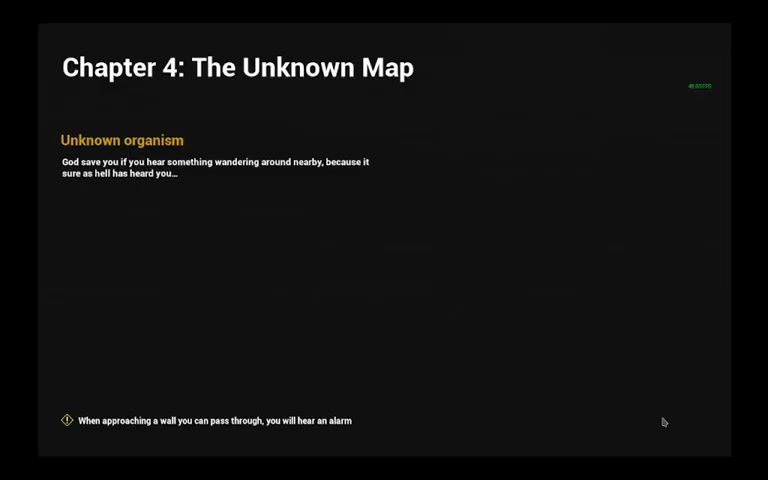 Chapter 4: The Unknown Map
Unknown organism
God save you if you hear something wandering around nearby, because it
sure as hell has heard you...
When approaching a wall you can pass through, you will hear an alarm